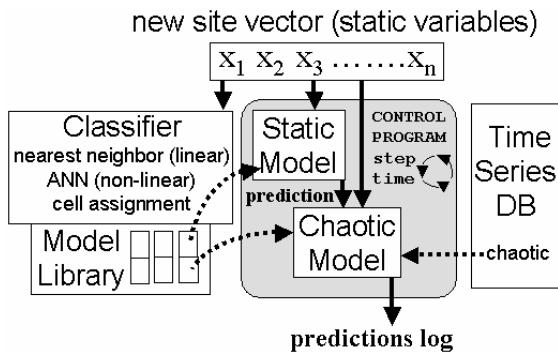 new site vector (static variables)
X1 X2 X3 .......Xn
Classifier
nearest neighbor (linear)
ANN (non-linear)
cell assignment
Model
Library
Static
Model
prediction
CONTROL
PROGRAM
step
time
Chaotic
Model
Time
Series
DB
chaotic
predictions log